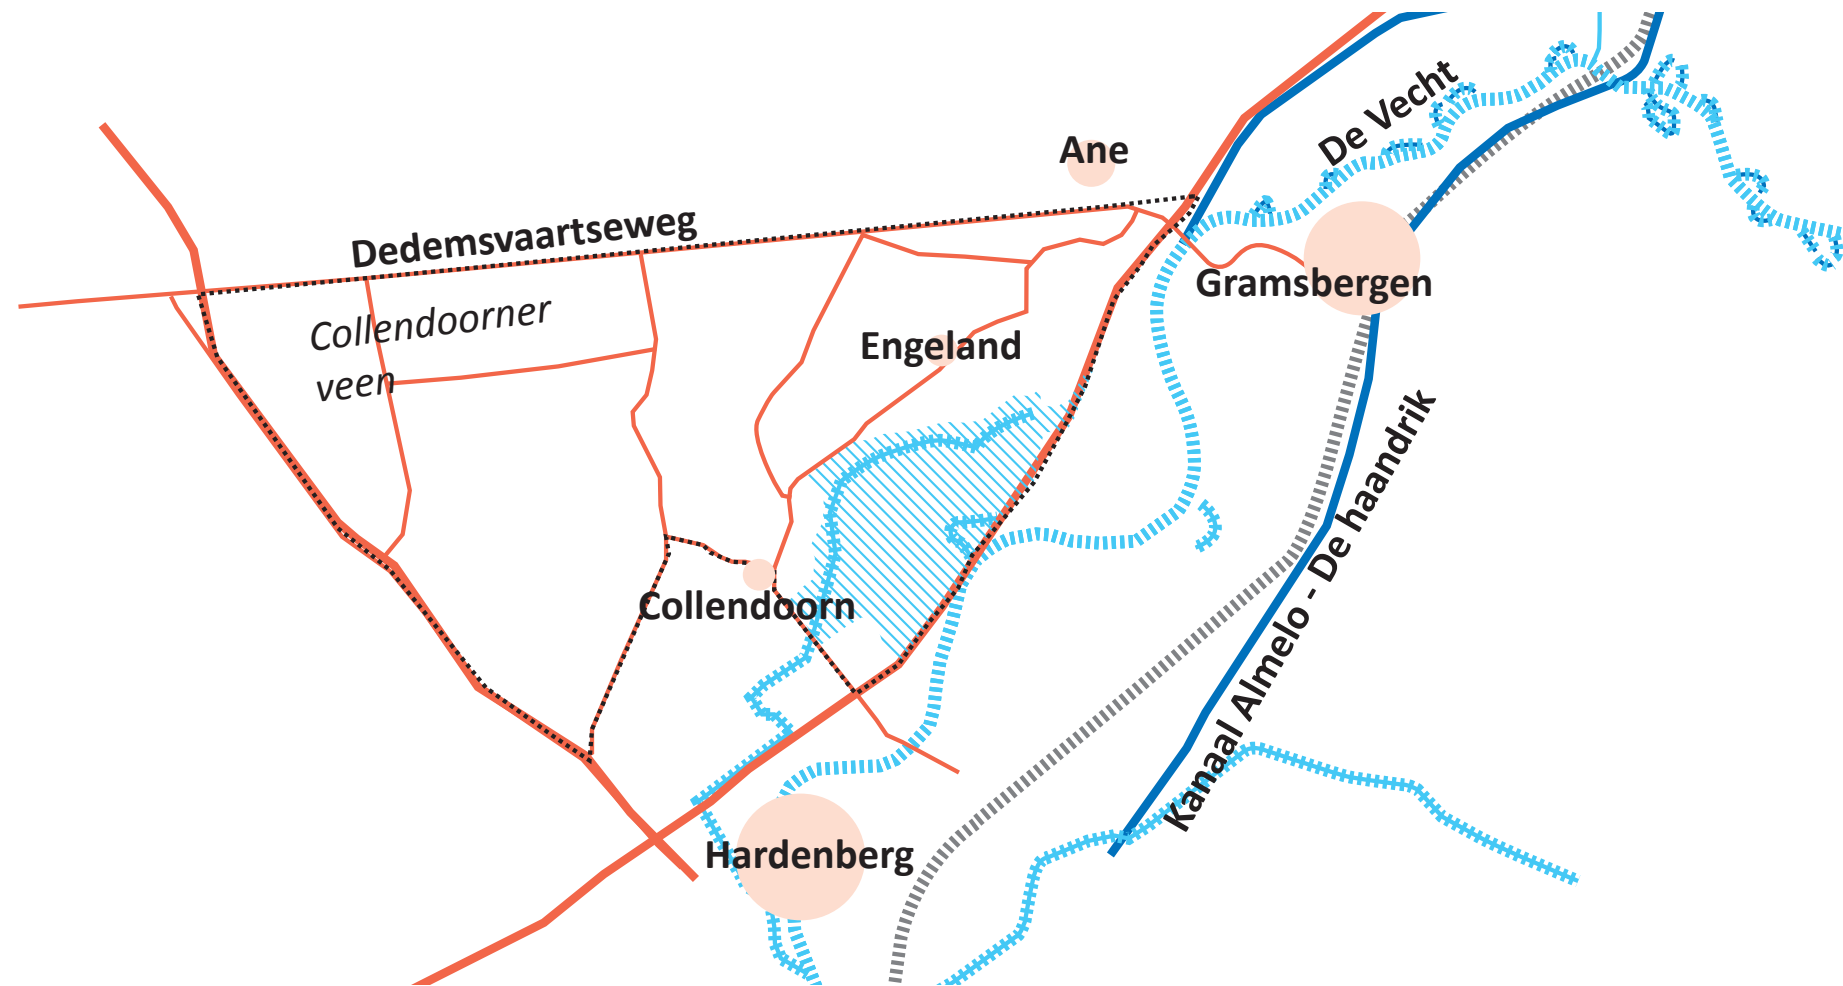 De Vecht
Ane
Dedemsvaartseweg
Gramsbergen
Collendoorner
veen
Engeland
Kanaal Almelo - De haandrik
Collendoorn
Hardenberg